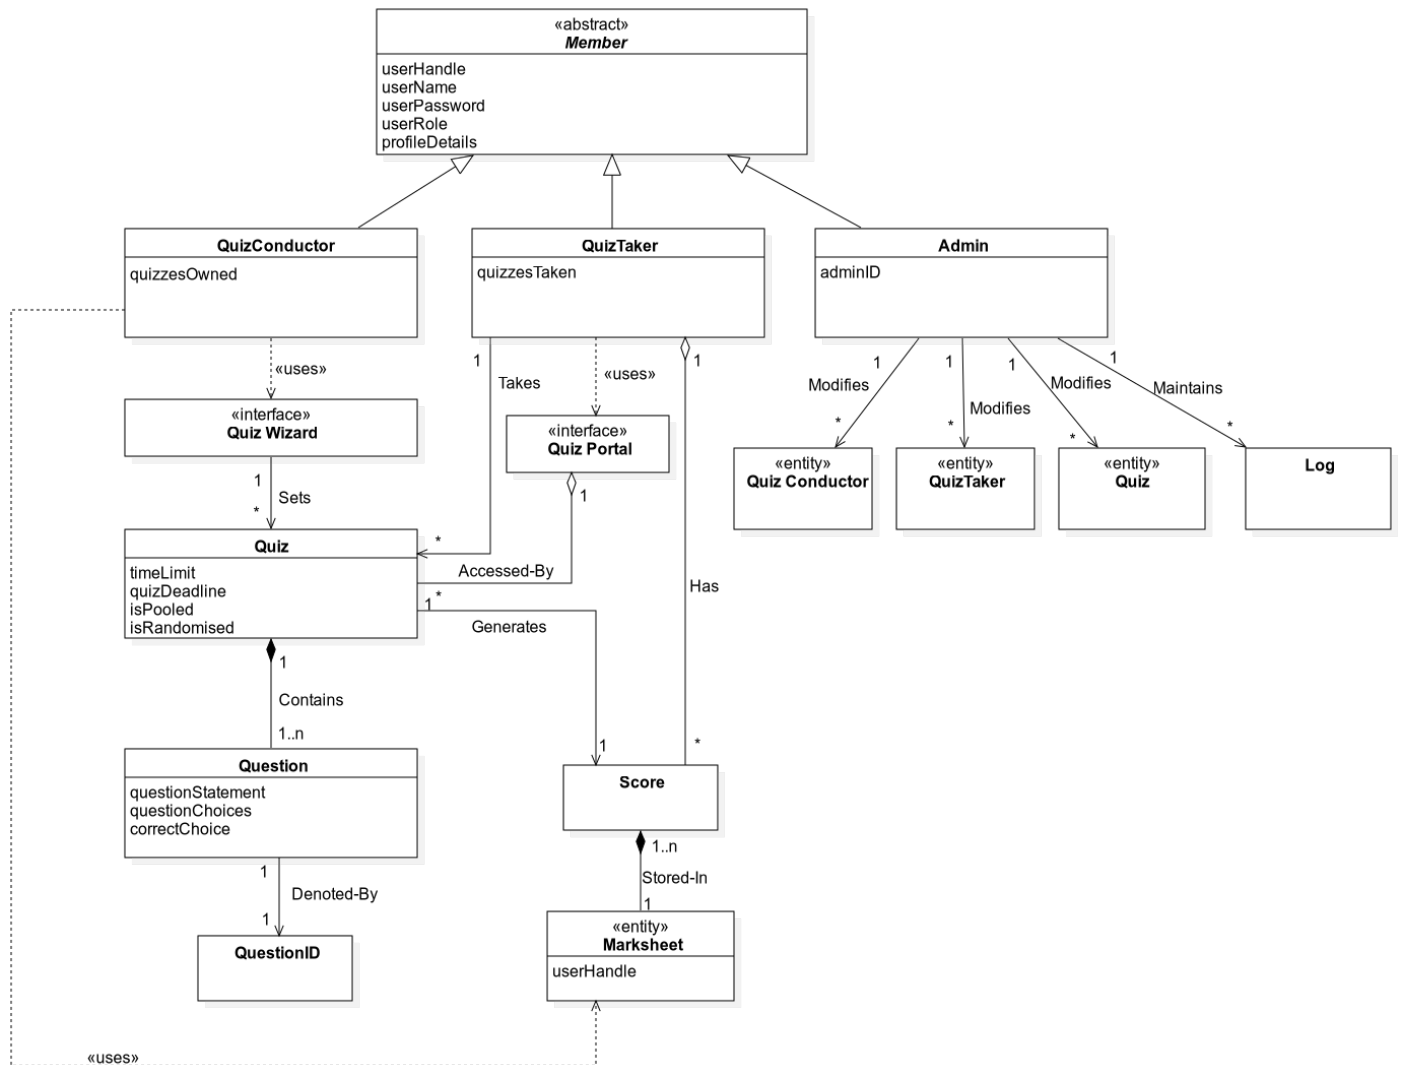 «abstract»
Member
userHandle
userName
userPassword
userRole
profileDetails
QuizConductor
quizzesOwned
QuizTaker
quizzesTaken
Admin
adminID
«uses»
1
Takes
«uses»
1
1
Modifies
*
1
Modifies
*
1
Modifies
*
1
Maintains
*
«interface»
Quiz Wizard
«interface»
Quiz Portal
«entity»
Quiz Conductor
«entity»
QuizTaker
«entity»
Quiz
Log
1
Sets
*
1
*
Accessed-By
*
Quiz
timeLimit
quizDeadline
isPooled
isRandomised
1
Generates
1
Has
*
1
Contains
1..n
Question
questionStatement
questionChoices
correctChoice
Score
1..n
Stored-In
1
1
Denoted-By
1
QuestionID
«entity»
Marksheet
userHandle
«uses»